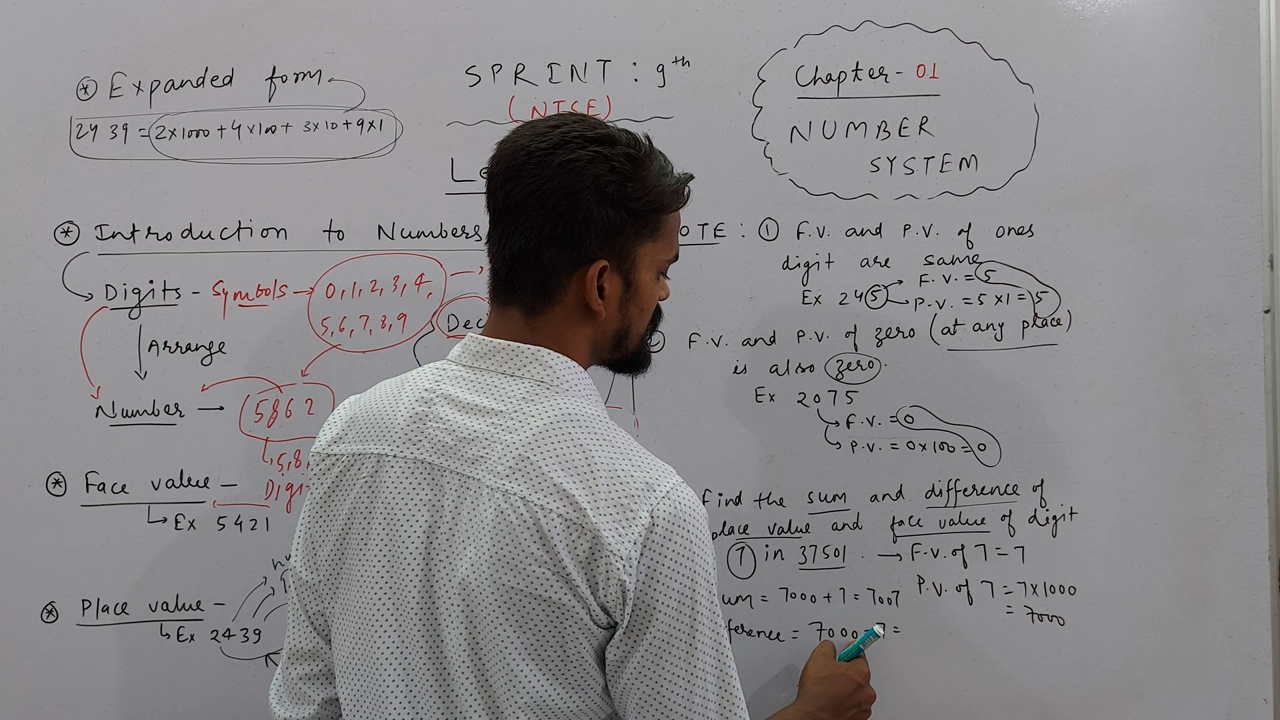 * Expanded form
2439 = 2×1000 + 4×100 + 3×10 + 9×1
SPRINT : 9th
(NTSE)
Chapter - 01
NUMBER
SYSTEM
* Introduction to Numbers
Digits - Symbols → 0, 1, 2, 3, 4,
5, 6, 7, 8, 9
Arrange
Number → 5862
* Face value –
Ex 5421
* Place value –
Ex 2439
OTE : ① F.V. and P.V. of ones
digit are same
Ex 245 F.V. = 5
P.V. = 5×1 = 5
F.V. and P.V. of zero (at any place)
is also zero.
Ex 2075
F.V. = 0
P.V. = 0×100 = 0
Find the sum and difference of
place value and face value of digit
7 in 37501. → F.V. of 7 = 7
P.V. of 7 = 7×1000
= 7000
um = 7000 + 7 = 7007
ference = 7000 - 7 =